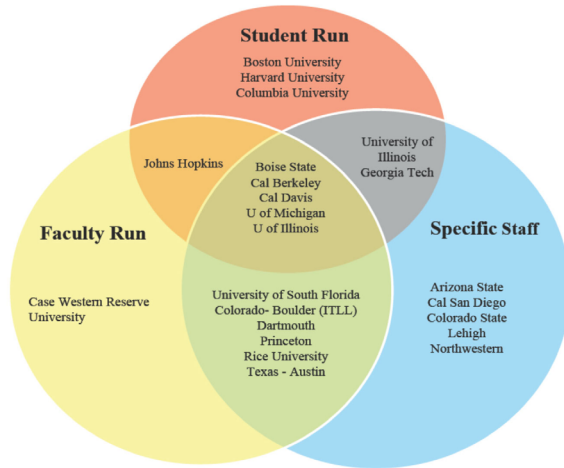 Student Run
Boston University
Harvard University
Columbia University
Johns Hopkins
Boise State
Cal Berkeley
Cal Davis
U of Michigan
U of Illinois
University of
Illinois
Georgia Tech
Faculty Run
Specific Staff
Case Western Reserve
University
University of South Florida
Colorado- Boulder (ITLL)
Dartmouth
Princeton
Rice University
Texas - Austin
Arizona State
Cal San Diego
Colorado State
Lehigh
Northwestern